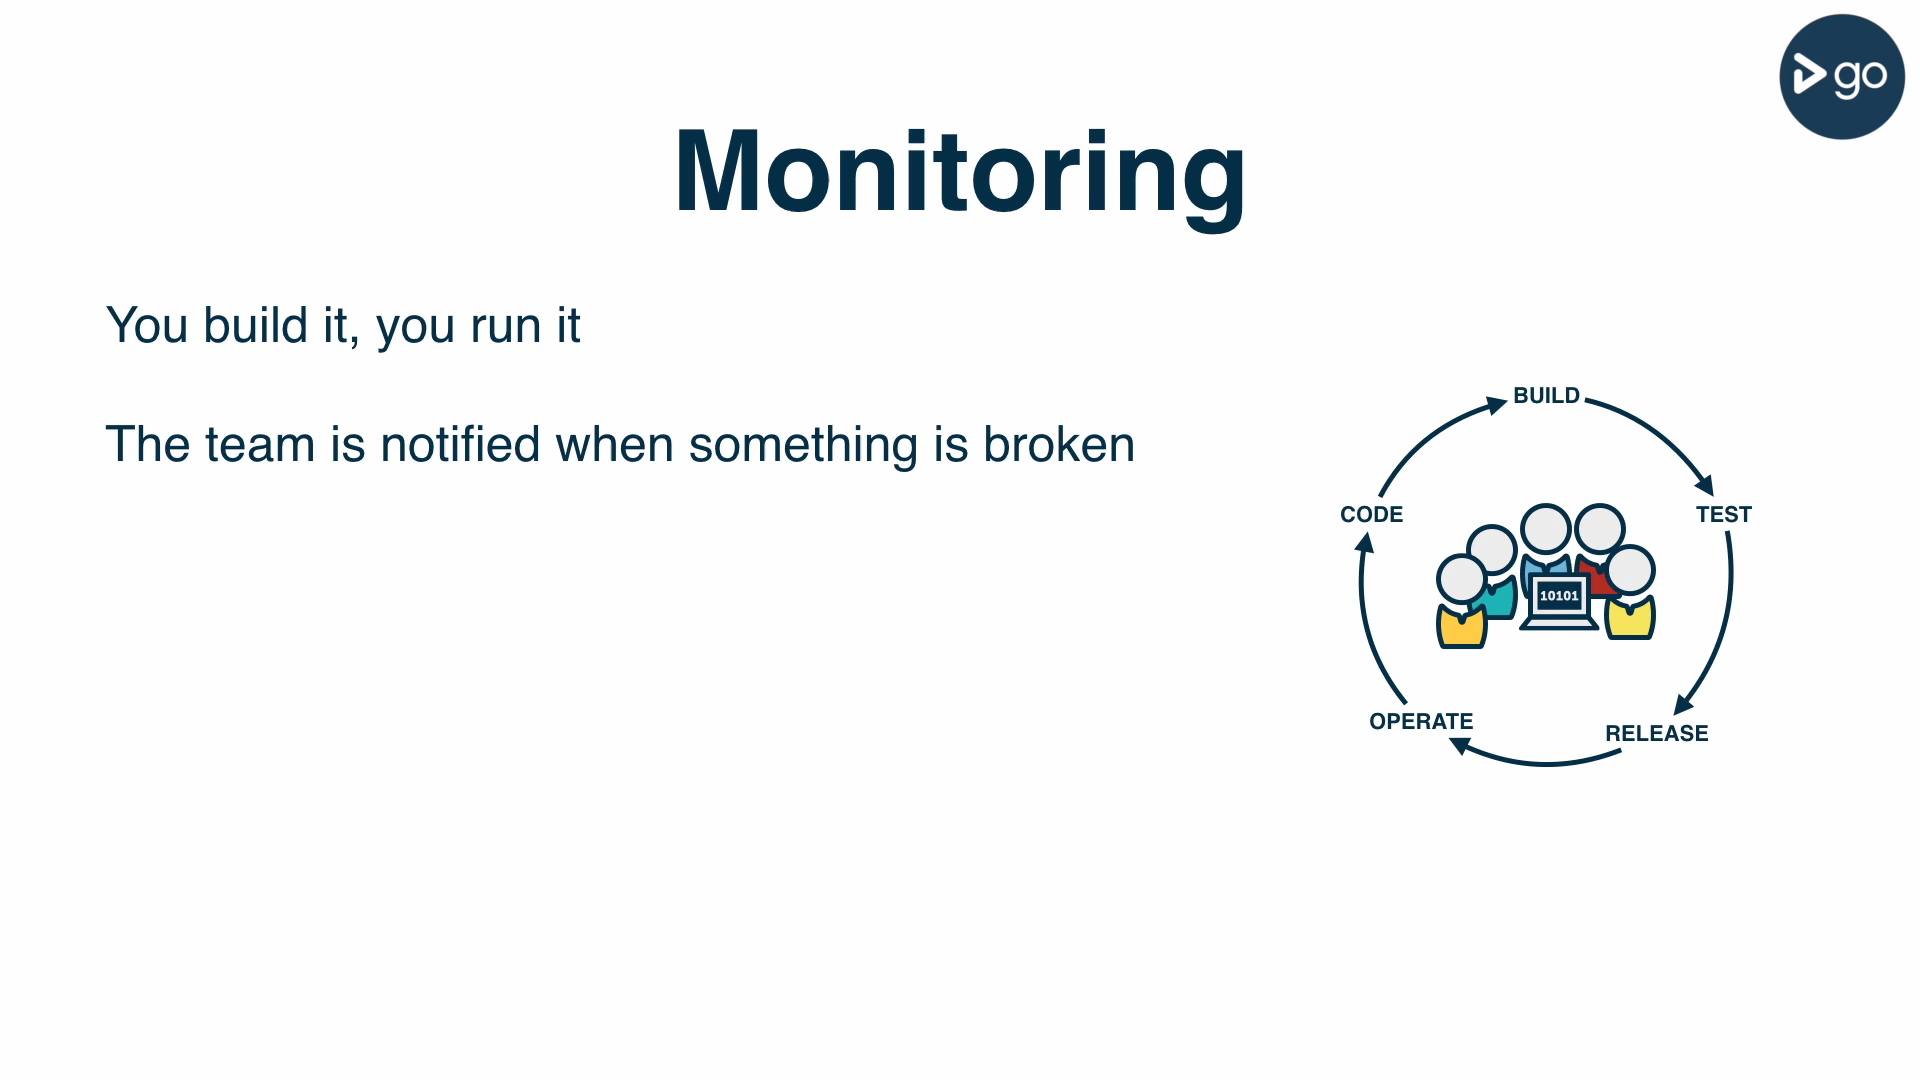 go
Monitoring
You build it, you run it
The team is notified when something is broken
BUILD
CODE
TEST
10101
OPERATE
RELEASE